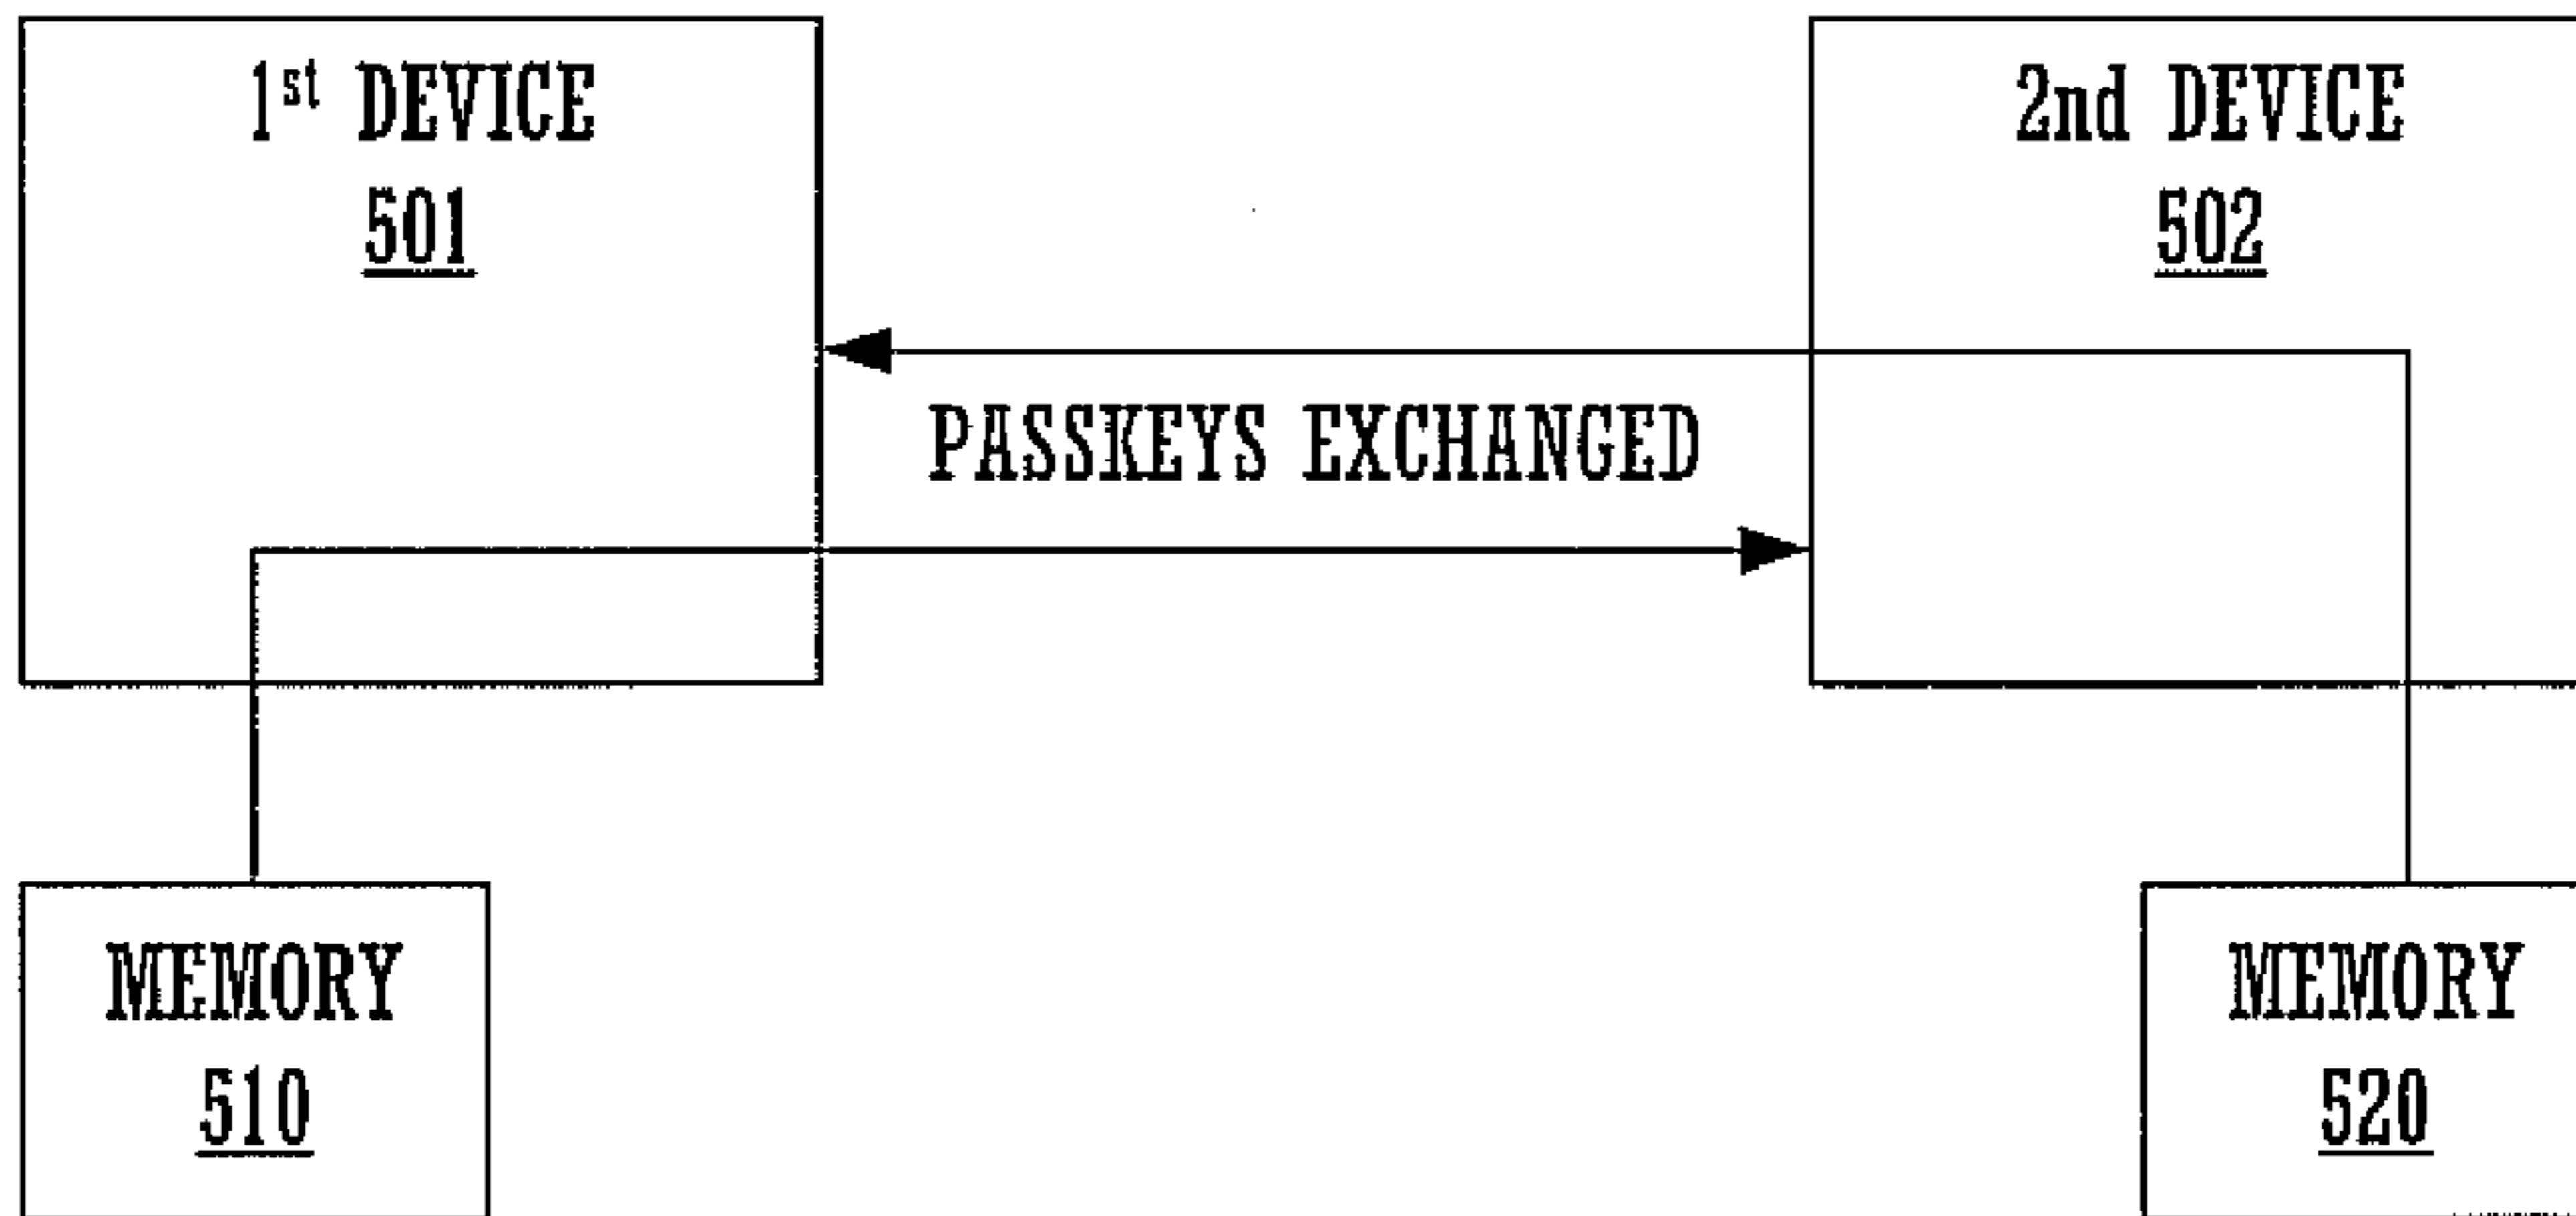 1st DEVICE
501
2nd DEVICE
502
PASSKEYS EXCHANGED
MEMORY
510
MEMORY
520